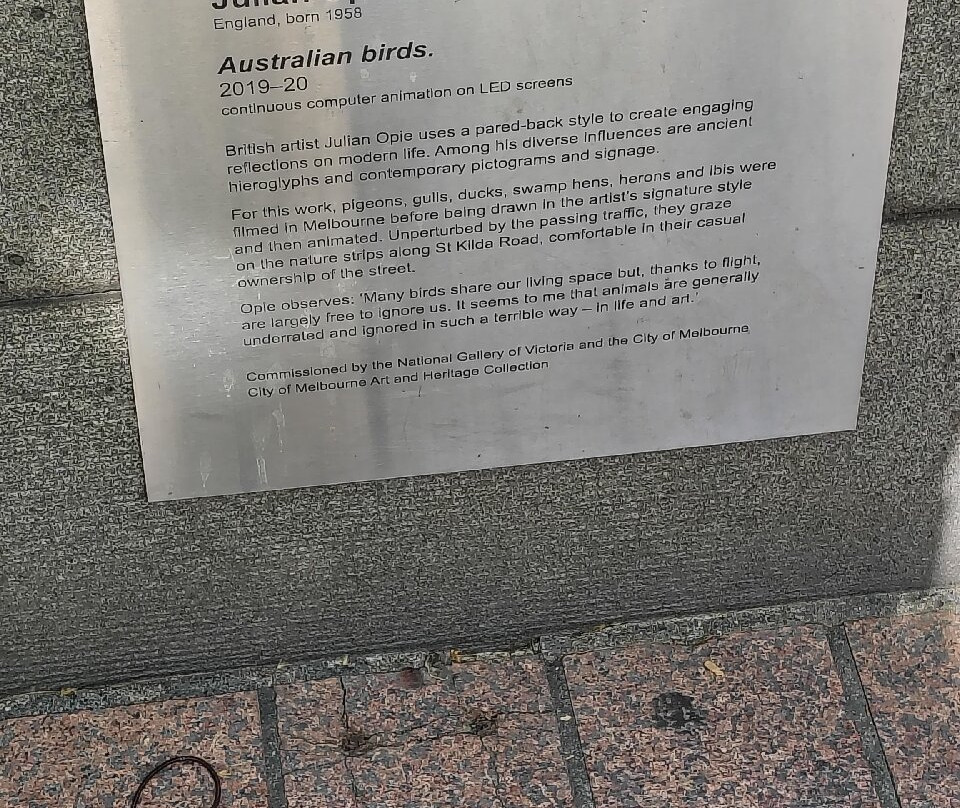 Julian Op
England, born 1958
Australian birds.
2019–20
continuous computer animation on LED screens
British artist Julian Opie uses a pared-back style to create engaging
reflections on modern life. Among his diverse influences are ancient
hieroglyphs and contemporary pictograms and signage.
For this work, pigeons, gulls, ducks, swamp hens, herons and ibis were
filmed in Melbourne before being drawn in the artist's signature style
and then animated. Unperturbed by the passing traffic, they graze
on the nature strips along St Kilda Road, comfortable in their casual
ownership of the street.
Opie observes: 'Many birds share our living space but, thanks to flight,
are largely free to ignore us. It seems to me that animals are generally
underrated and ignored in such a terrible way – in life and art.'
Commissioned by the National Gallery of Victoria and the City of Melbourne
City of Melbourne Art and Heritage Collection